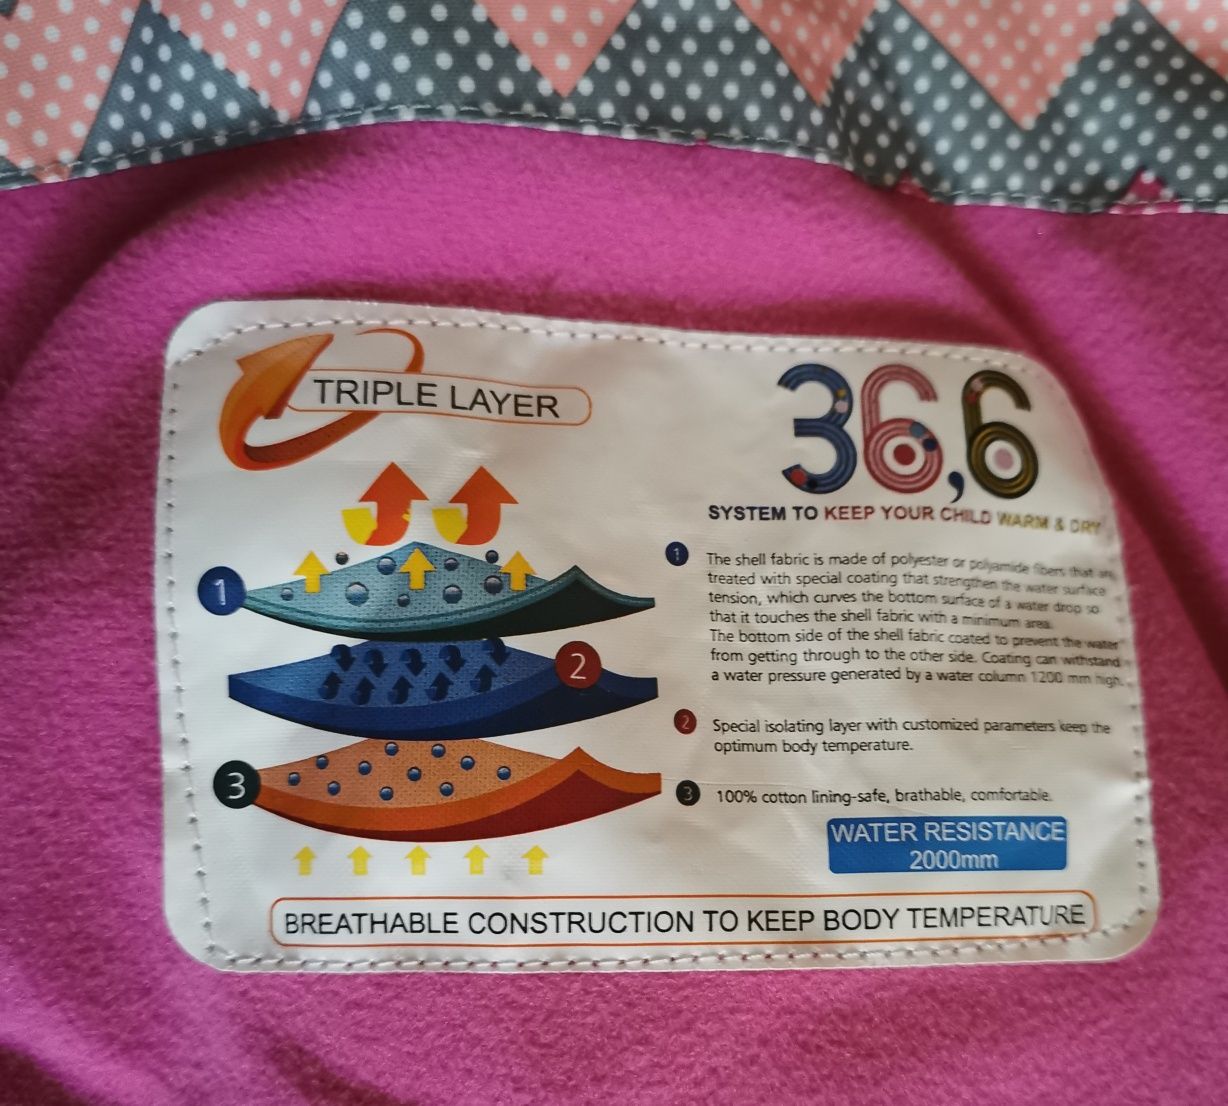 TRIPLE LAYER
36,6
SYSTEM TO KEEP YOUR CHILD WARM & DRY
1
The shell fabric is made of polyester or polyamide fibers that are
treated with special coating that strengthen the water surface
tension, which curves the bottom surface of a water drop so
that it touches the shell fabric with a minimum area.
The bottom side of the shell fabric coated to prevent the water
from getting through to the other side. Coating can withstand
a water pressure generated by a water column 1200 mm high.
2
Special isolating layer with customized parameters keep the
optimum body temperature.
3
100% cotton lining-safe, brathable, comfortable.
1
2
3
WATER RESISTANCE
2000mm
BREATHABLE CONSTRUCTION TO KEEP BODY TEMPERATURE